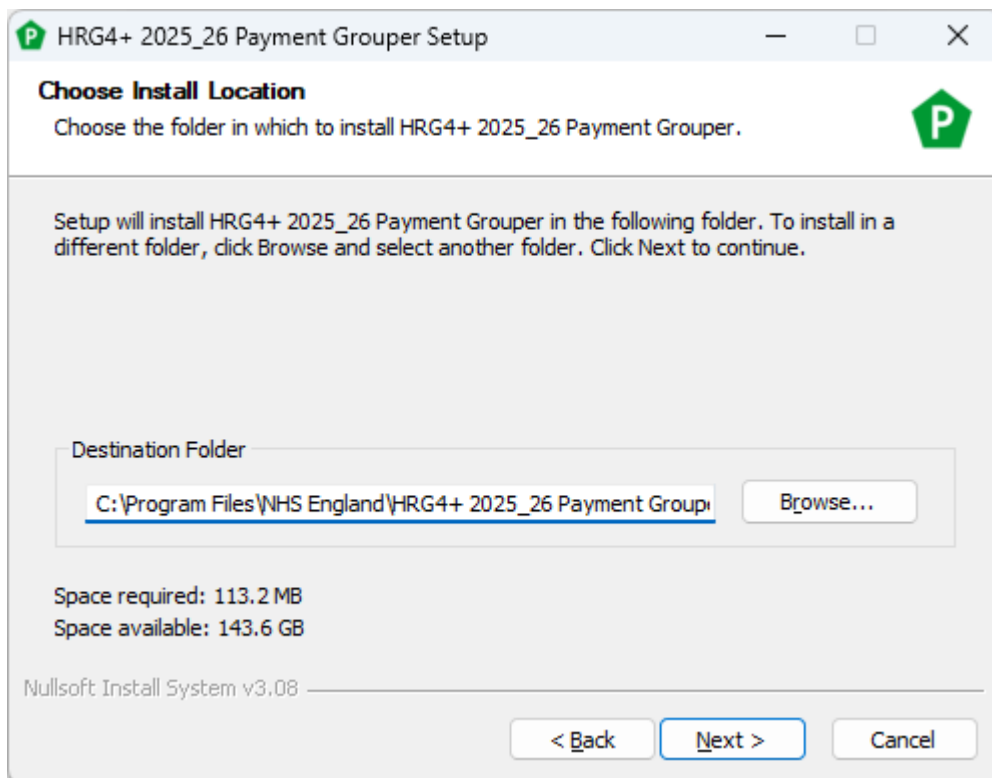 P HRG4+ 2025_26 Payment Grouper Setup
Choose Install Location
Choose the folder in which to install HRG4+ 2025_26 Payment Grouper.
P
Setup will install HRG4+ 2025_26 Payment Grouper in the following folder. To install in a
different folder, click Browse and select another folder. Click Next to continue.
Destination Folder
C:\Program Files\NHS England\HRG4+ 2025_26 Payment Groupe
Browse...
Space required: 113.2 MB
Space available: 143.6 GB
Nullsoft Install System v3.08
< Back Next > Cancel